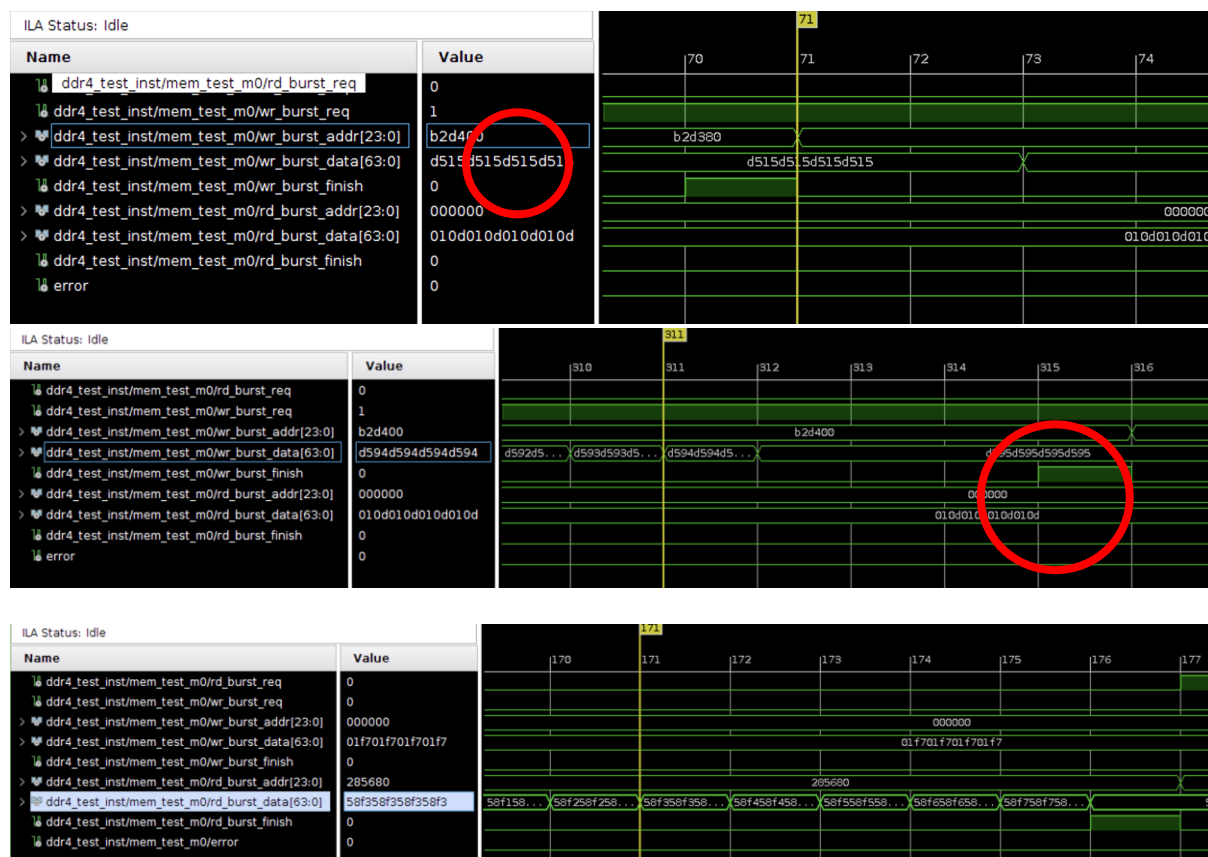 ILA Status: Idle
71
Name Value
70 71 72 73 74
ddr4_test_inst/mem_test_m0/rd_burst_req 0
ddr4_test_inst/mem_test_m0/wr_burst_req 1
ddr4_test_inst/mem_test_m0/wr_burst_addr[23:0] b2d400 b2d380
ddr4_test_inst/mem_test_m0/wr_burst_data[63:0] d515d515d515d51 d515d515d515d515
ddr4_test_inst/mem_test_m0/wr_burst_finish 0
ddr4_test_inst/mem_test_m0/rd_burst_addr[23:0] 000000 000000
ddr4_test_inst/mem_test_m0/rd_burst_data[63:0] 010d010d010d010d 010d010d010
ddr4_test_inst/mem_test_m0/rd_burst_finish 0
error 0
ILA Status: Idle
311
Name Value
310 311 312 313 314 315 316
ddr4_test_inst/mem_test_m0/rd_burst_req 0
ddr4_test_inst/mem_test_m0/wr_burst_req 1
ddr4_test_inst/mem_test_m0/wr_burst_addr[23:0] b2d400 b2d400
ddr4_test_inst/mem_test_m0/wr_burst_data[63:0] d594d594d594d594 d592d5... d593d593d5... d594d594d5... d595d595d595d595
ddr4_test_inst/mem_test_m0/wr_burst_finish 0
ddr4_test_inst/mem_test_m0/rd_burst_addr[23:0] 000000 000000
ddr4_test_inst/mem_test_m0/rd_burst_data[63:0] 010d010d010d010d 010d010d010d010d
ddr4_test_inst/mem_test_m0/rd_burst_finish 0
error 0
ILA Status: Idle
171
Name Value
170 171 172 173 174 175 176 177
ddr4_test_inst/mem_test_m0/rd_burst_req 0
ddr4_test_inst/mem_test_m0/wr_burst_req 0
ddr4_test_inst/mem_test_m0/wr_burst_addr[23:0] 000000 000000
ddr4_test_inst/mem_test_m0/wr_burst_data[63:0] 01f701f701f701f7 01f701f701f701f7
ddr4_test_inst/mem_test_m0/wr_burst_finish 0
ddr4_test_inst/mem_test_m0/rd_burst_addr[23:0] 285680 285680
ddr4_test_inst/mem_test_m0/rd_burst_data[63:0] 58f358f358f358f3 58f158... 58f258f258... 58f358f358... 58f458f458... 58f558f558... 58f658f658... 58f758f758...
ddr4_test_inst/mem_test_m0/rd_burst_finish 0
ddr4_test_inst/mem_test_m0/error 0